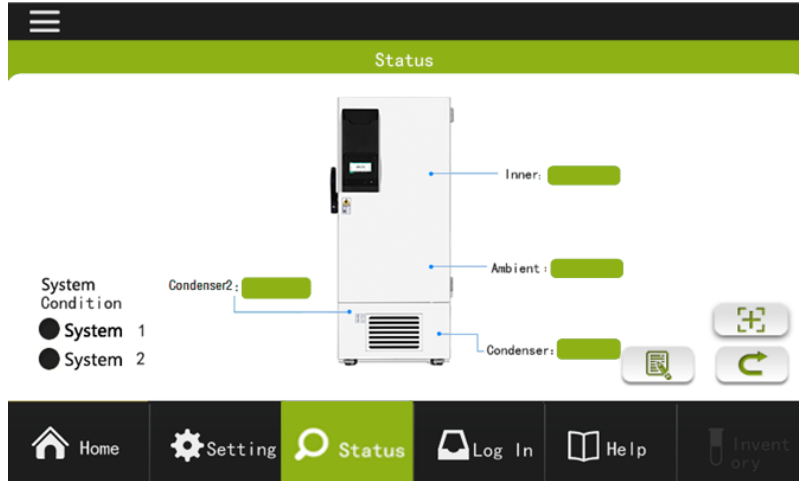 Status
Inner:
Ambient :
Condenser2 :
Condenser:
System
Condition
System 1
System 2
Home
Setting
Status
Log In
Help
Invent
ory